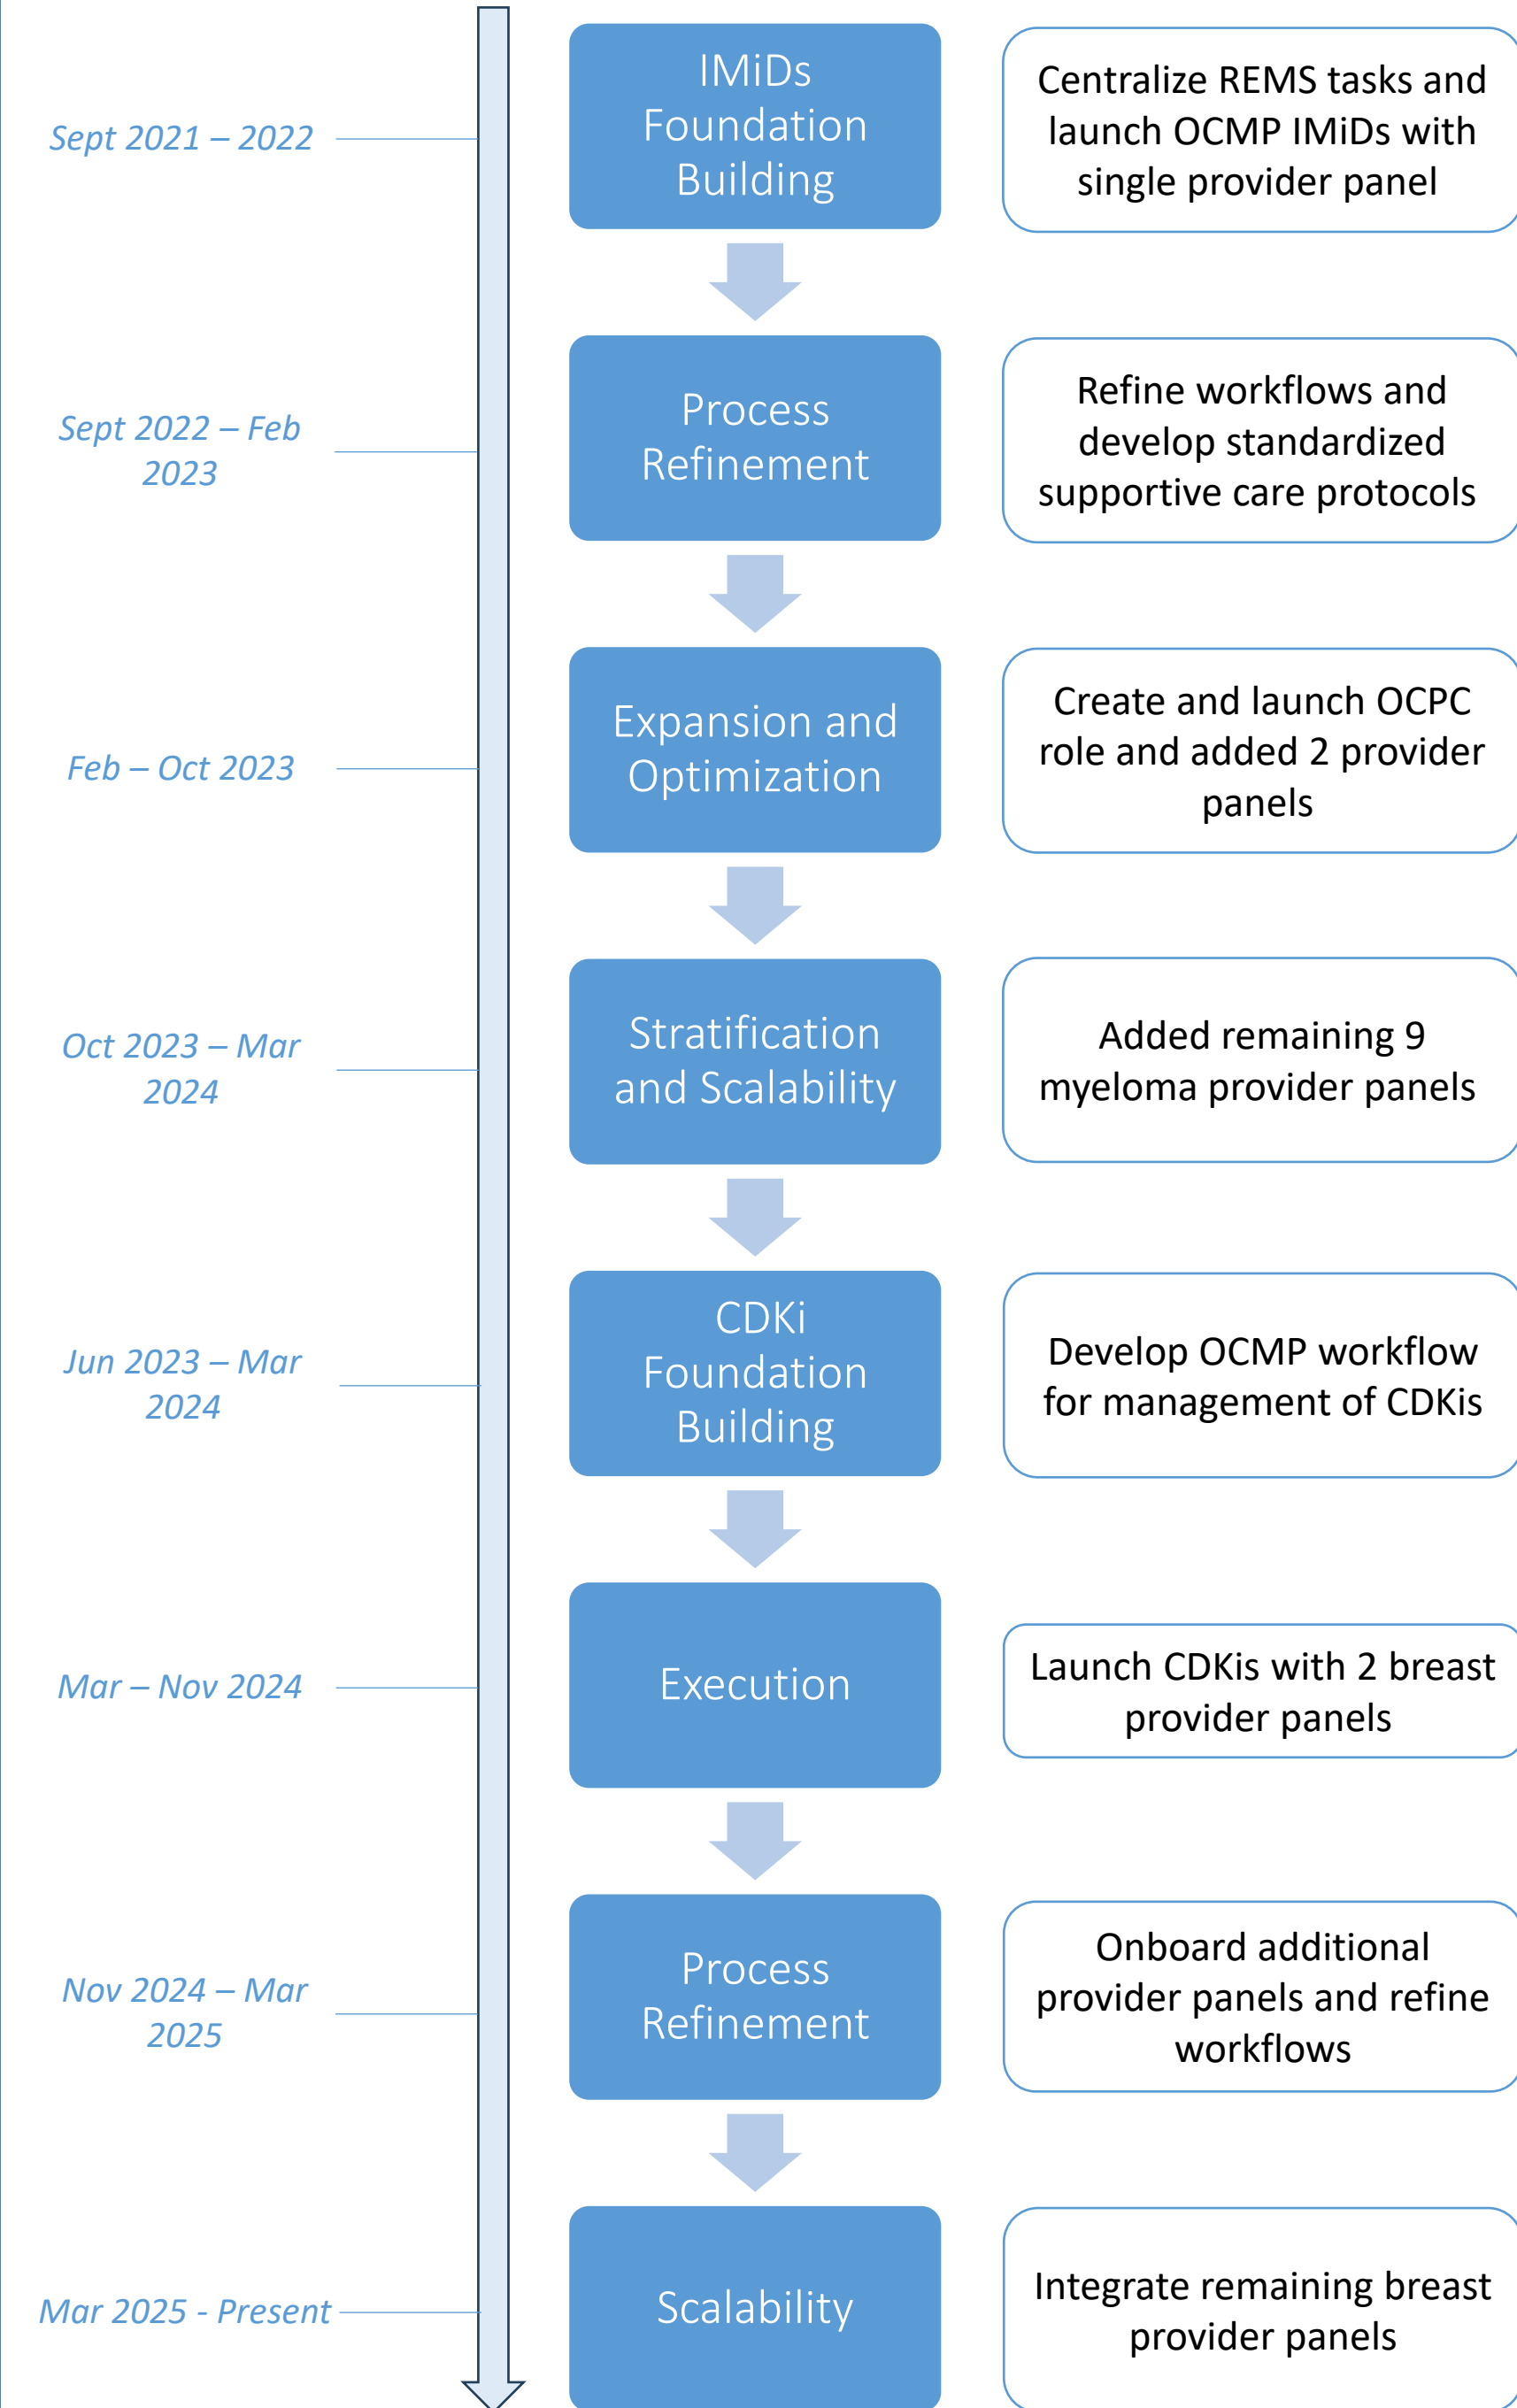 Sept 2021 – 2022
IMiDs
Foundation
Building
Centralize REMS tasks and
launch OCMP IMiDs with
single provider panel
Sept 2022 – Feb
2023
Process
Refinement
Refine workflows and
develop standardized
supportive care protocols
Feb – Oct 2023
Expansion and
Optimization
Create and launch OCPC
role and added 2 provider
panels
Oct 2023 – Mar
2024
Stratification
and Scalability
Added remaining 9
myeloma provider panels
Jun 2023 – Mar
2024
CDKi
Foundation
Building
Develop OCMP workflow
for management of CDKis
Mar – Nov 2024
Execution
Launch CDKis with 2 breast
provider panels
Nov 2024 – Mar
2025
Process
Refinement
Onboard additional
provider panels and refine
workflows
Mar 2025 - Present
Scalability
Integrate remaining breast
provider panels